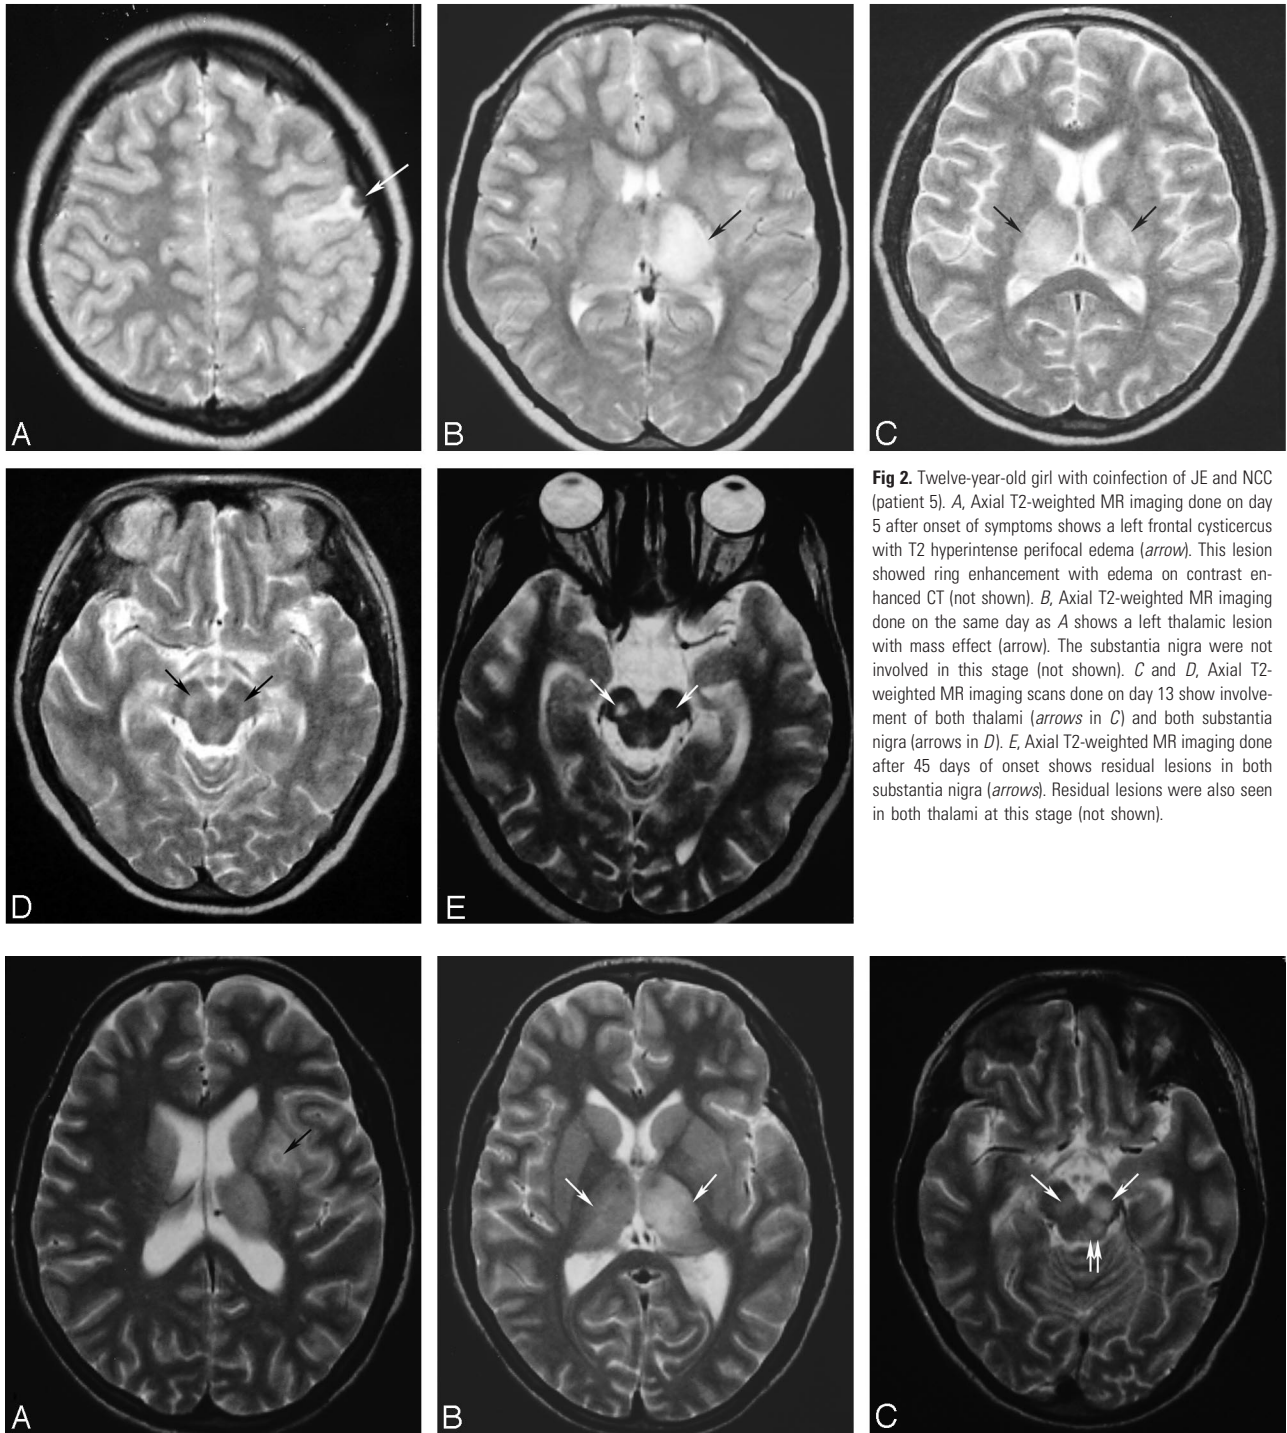 A
B
C
Fig 2. Twelve-year-old girl with coinfection of JE and NCC
(patient 5). A, Axial T2-weighted MR imaging done on day
5 after onset of symptoms shows a left frontal cysticercus
with T2 hyperintense perifocal edema (arrow). This lesion
showed ring enhancement with edema on contrast en-
hanced CT (not shown). B, Axial T2-weighted MR imaging
done on the same day as A shows a left thalamic lesion
with mass effect (arrow). The substantia nigra were not
involved in this stage (not shown). C and D, Axial T2-
weighted MR imaging scans done on day 13 show involve-
ment of both thalami (arrows in C) and both substantia
nigra (arrows in D). E, Axial T2-weighted MR imaging done
after 45 days of onset shows residual lesions in both
substantia nigra (arrows). Residual lesions were also seen
in both thalami at this stage (not shown).
D
E
A
B
C